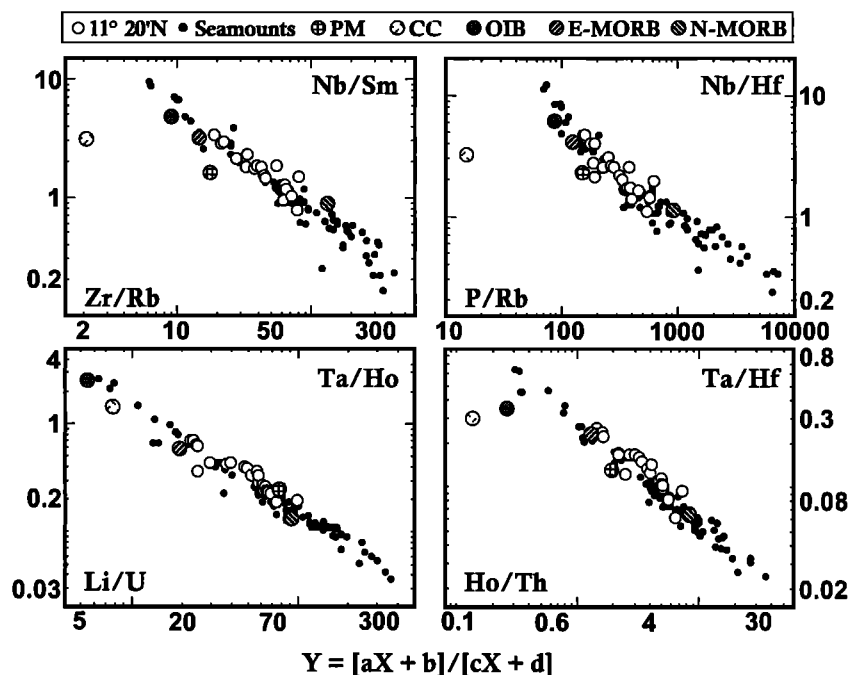 11° 20'N Seamounts PM CC OIB E-MORB N-MORB
10
1
0.2
Nb/Sm
Zr/Rb
2 10 50 300
Nb/Hf
P/Rb
10
1
0.2
10 100 1000 10000
4
1
0.2
0.03
Ta/Ho
Li/U
5 20 70 300
Ta/Hf
Ho/Th
0.8
0.3
0.08
0.02
0.1 0.6 4 30
Y = [aX + b]/[cX + d]